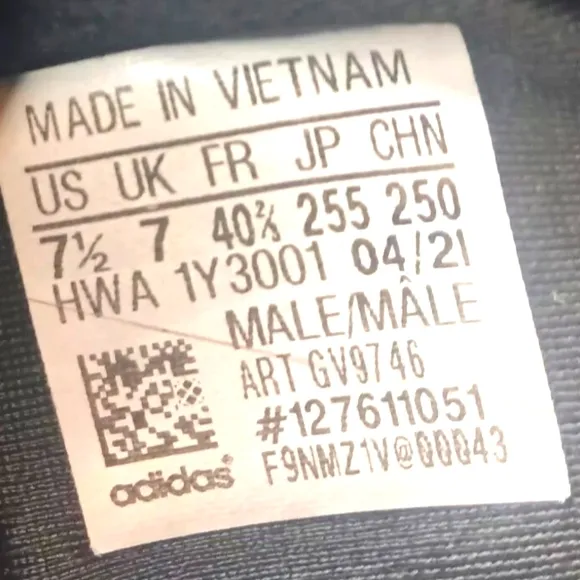 MADE IN VIETNAM
US UK FR JP CHN
7½ 7 40⅔ 255 250
HWA 1Y3001 04/21
MALE/MÂLE
ART GV9746
#127611051
F9NMZ1V@00043
adidas